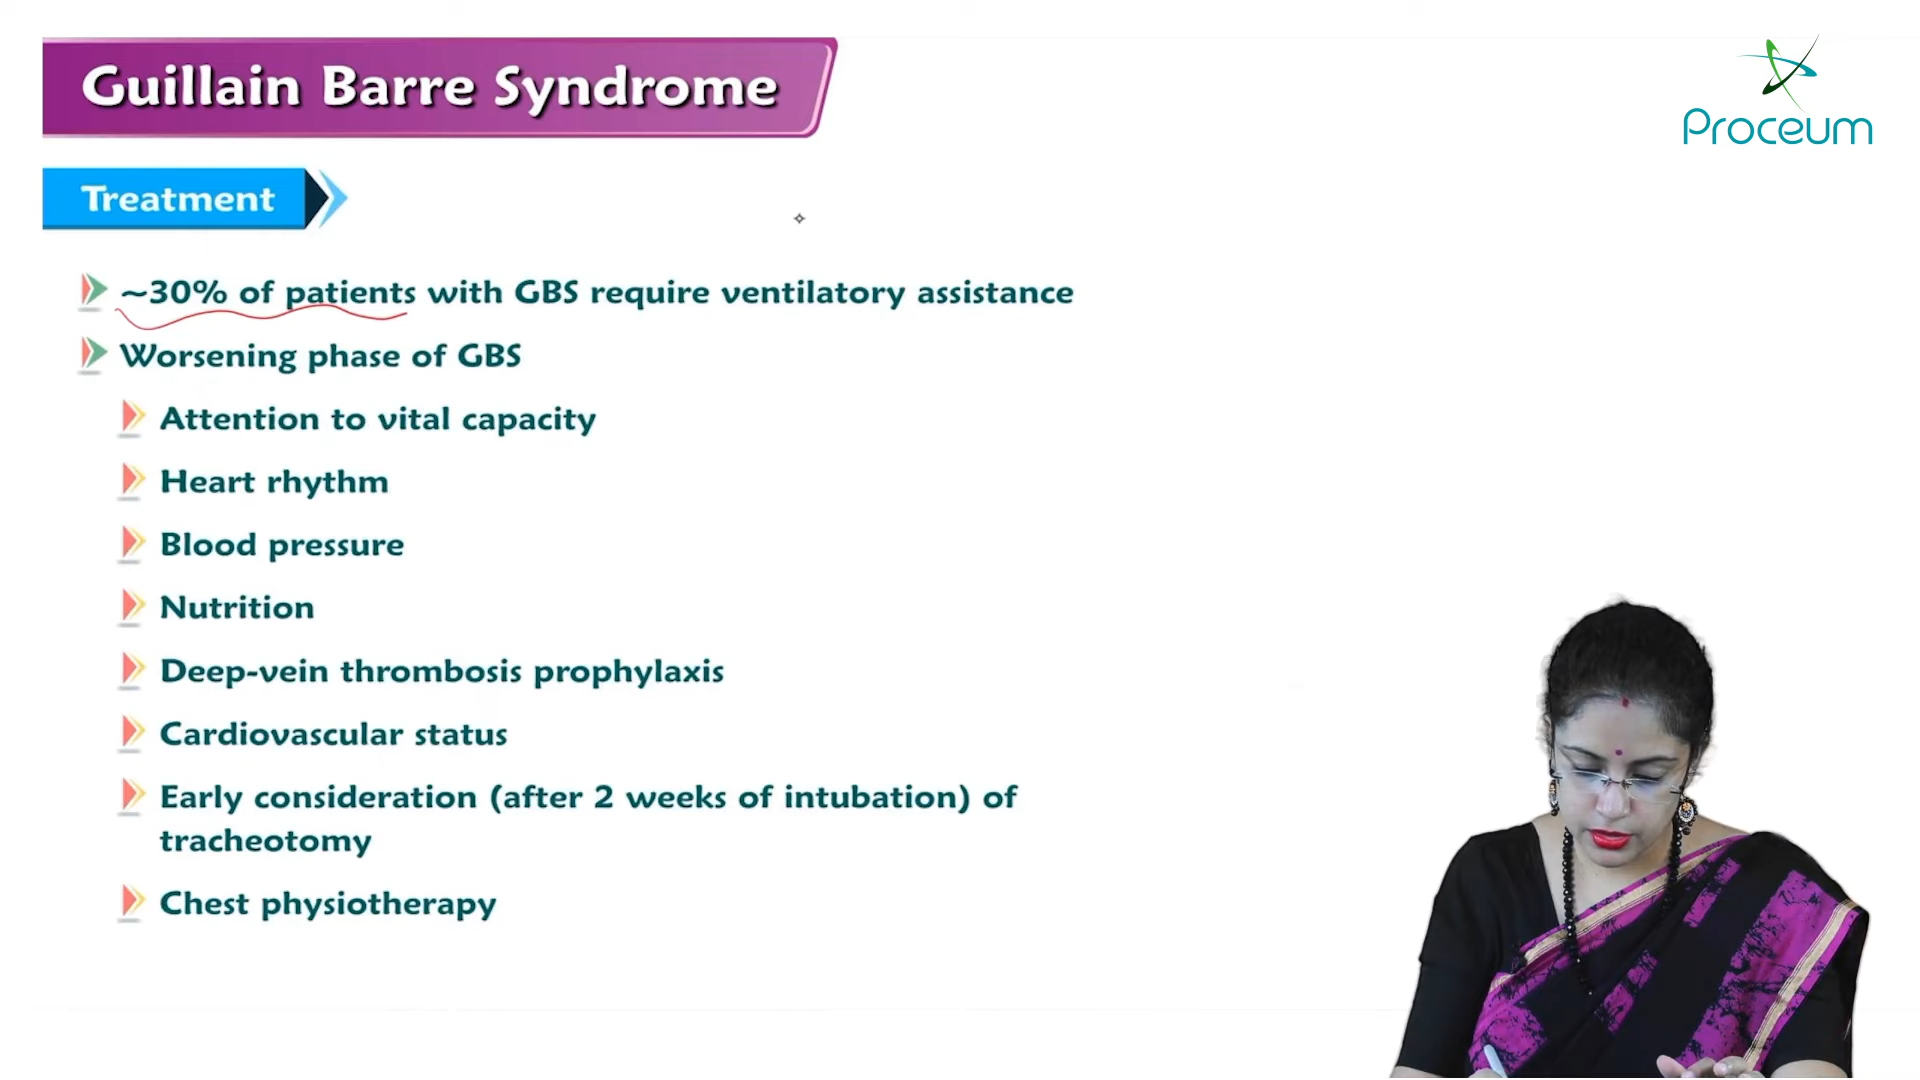 Guillain Barre Syndrome
Proceum
Treatment
~30% of patients with GBS require ventilatory assistance
Worsening phase of GBS
Attention to vital capacity
Heart rhythm
Blood pressure
Nutrition
Deep-vein thrombosis prophylaxis
Cardiovascular status
Early consideration (after 2 weeks of intubation) of
tracheotomy
Chest physiotherapy